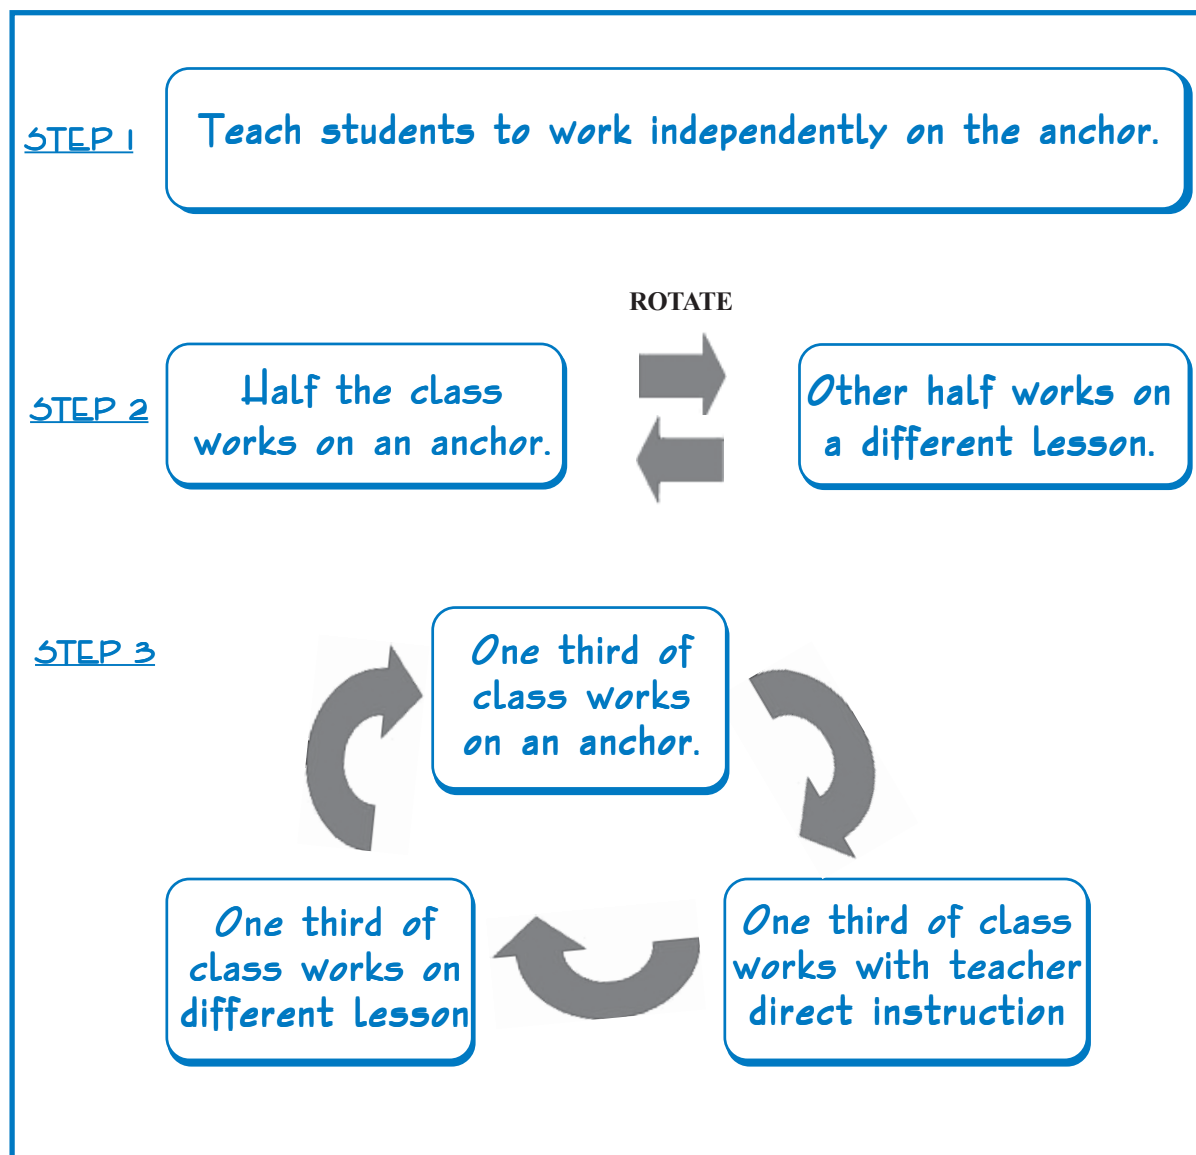 STEP 1
Teach students to work independently on the anchor.
ROTATE
STEP 2
Half the class
works on an anchor.
Other half works on
a different lesson.
STEP 3
One third of
class works
on an anchor.
One third of
class works on
different lesson
One third of class
works with teacher
direct instruction